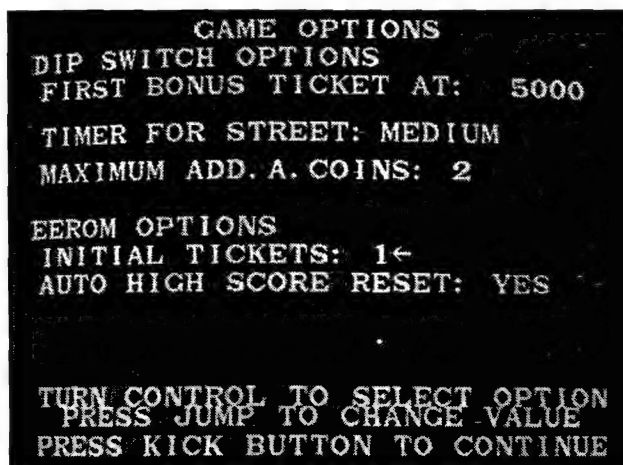 GAME OPTIONS
DIP SWITCH OPTIONS
FIRST BONUS TICKET AT: 5000
TIMER FOR STREET: MEDIUM
MAXIMUM ADD.A.COINS: 2
EEROM OPTIONS
INITIAL TICKETS: 1←
AUTO HIGH SCORE RESET: YES
TURN CONTROL TO SELECT OPTION
PRESS JUMP TO CHANGE VALUE
PRESS KICK BUTTON TO CONTINUE